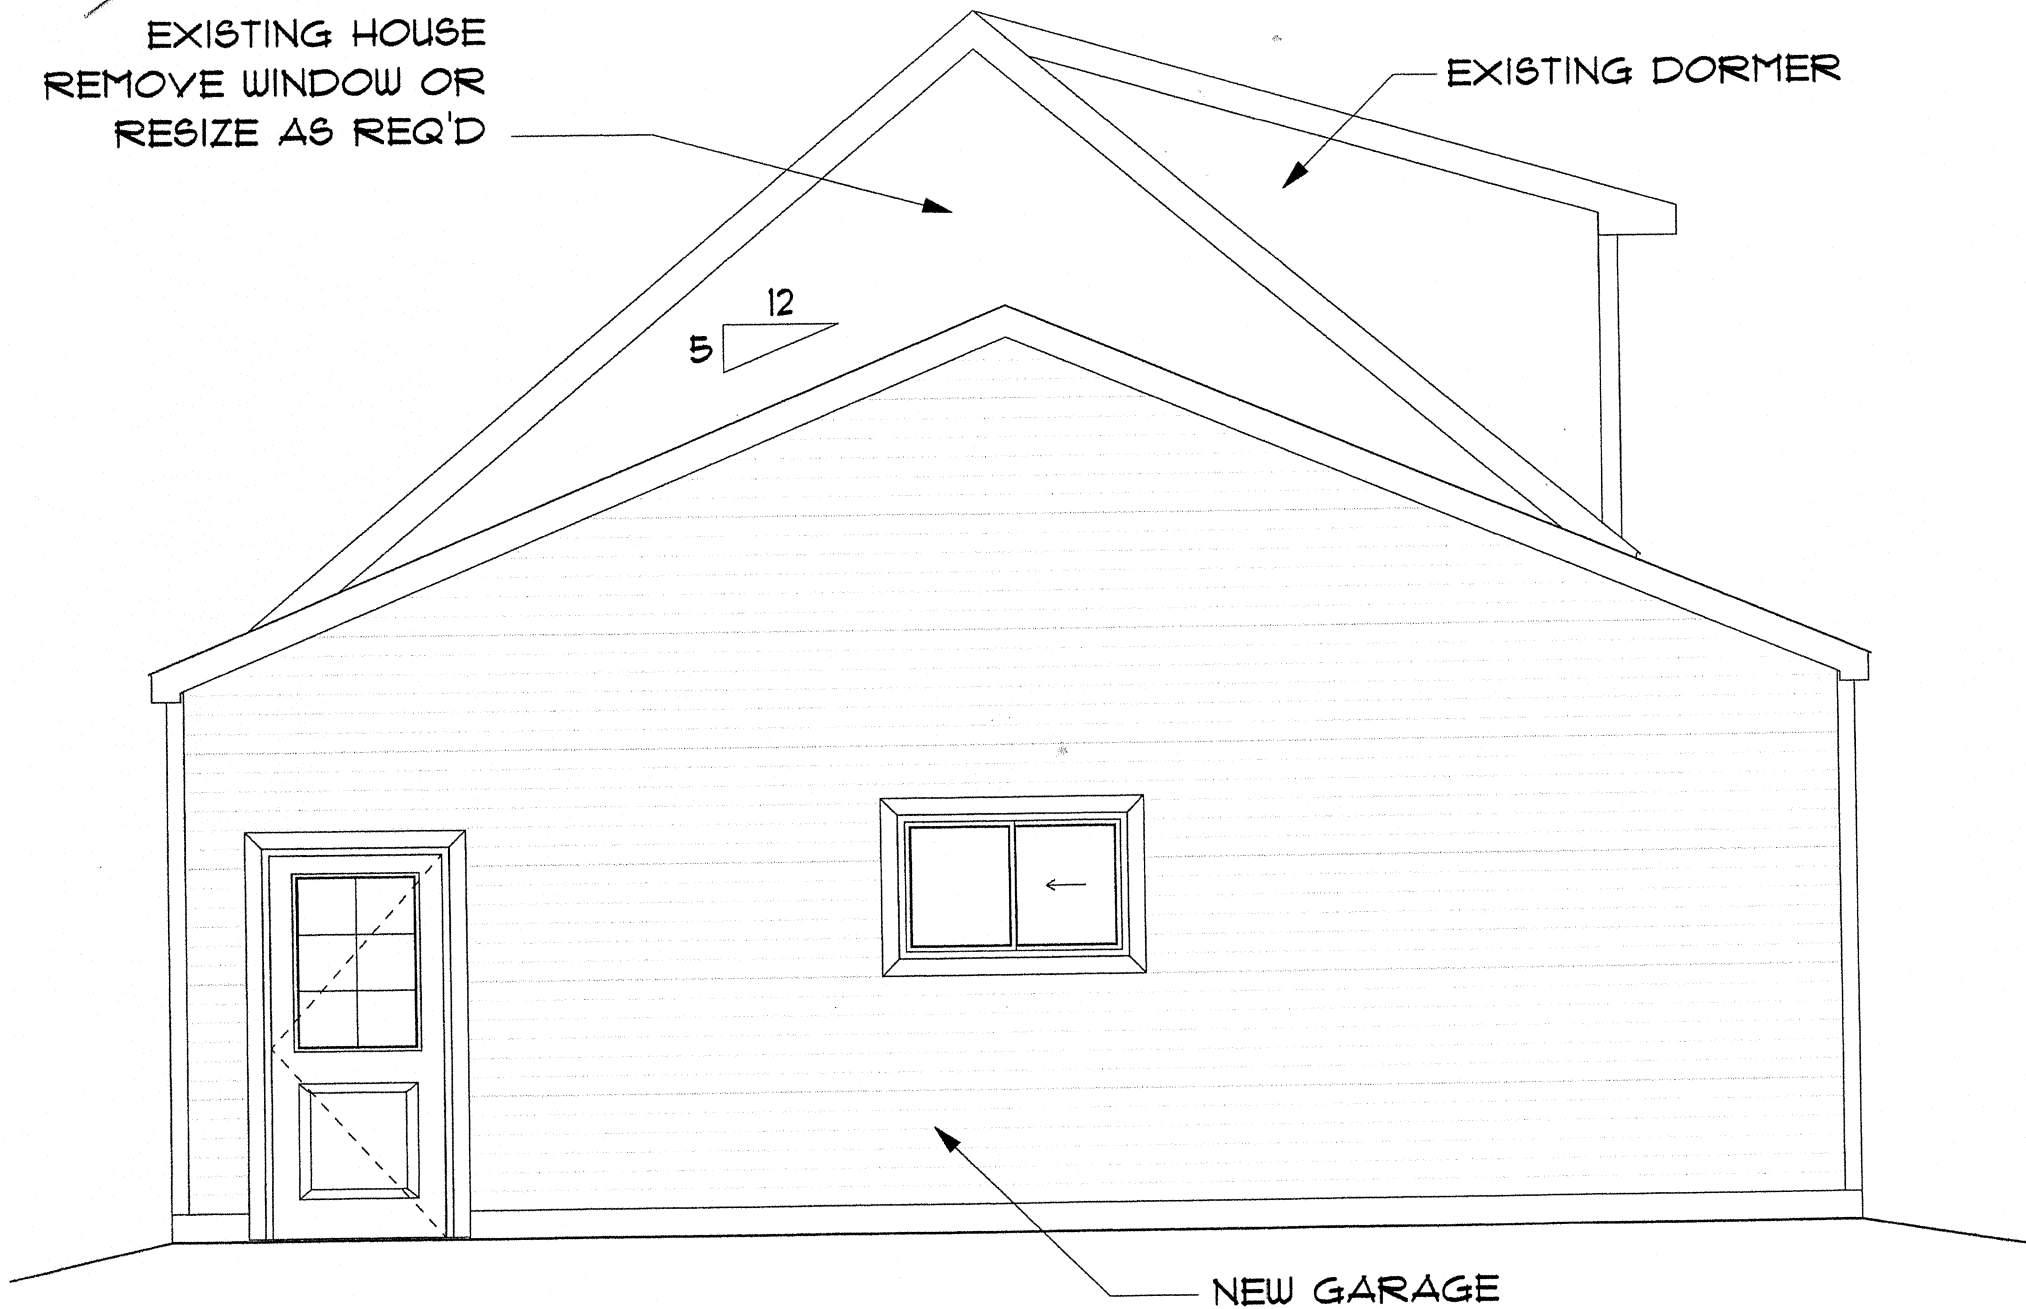 EXISTING HOUSE
REMOVE WINDOW OR
RESIZE AS REQ'D
EXISTING DORMER
12
5
NEW GARAGE